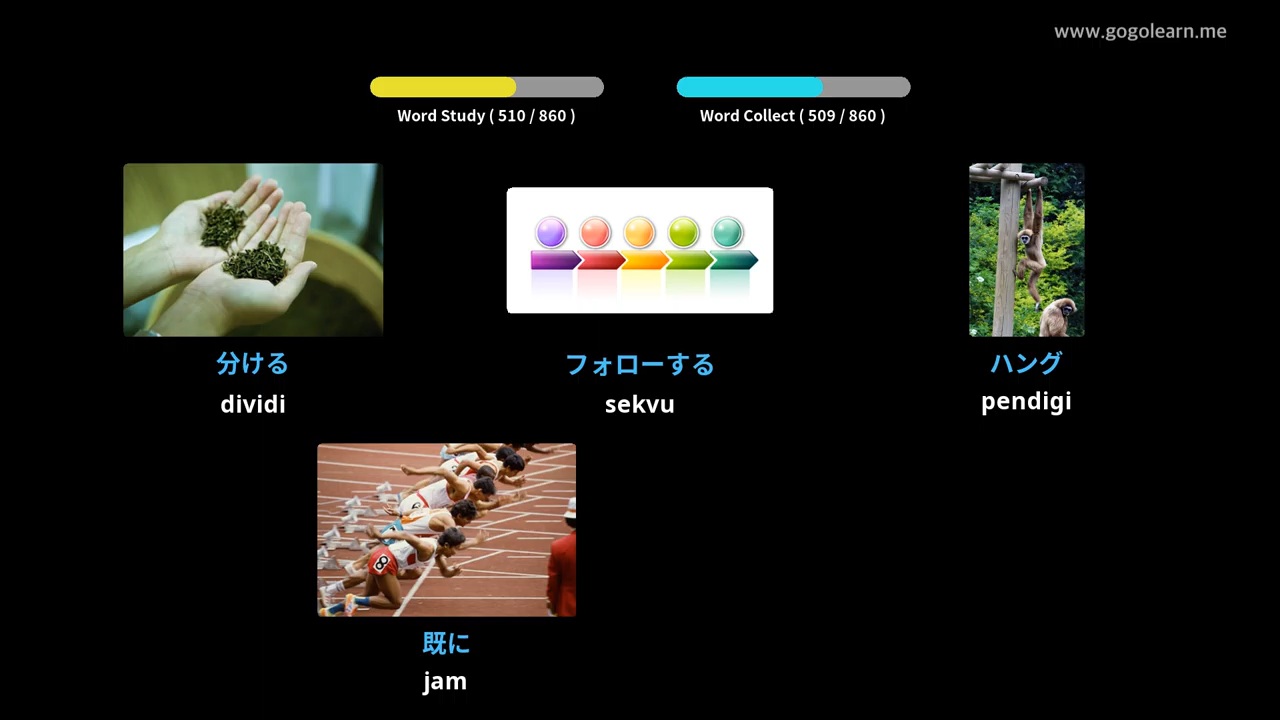 www.gogolearn.me
Word Study ( 510 / 860 )
Word Collect ( 509 / 860 )
分ける
dividi
フォローする
sekvu
ハング
pendigi
8
既に
jam